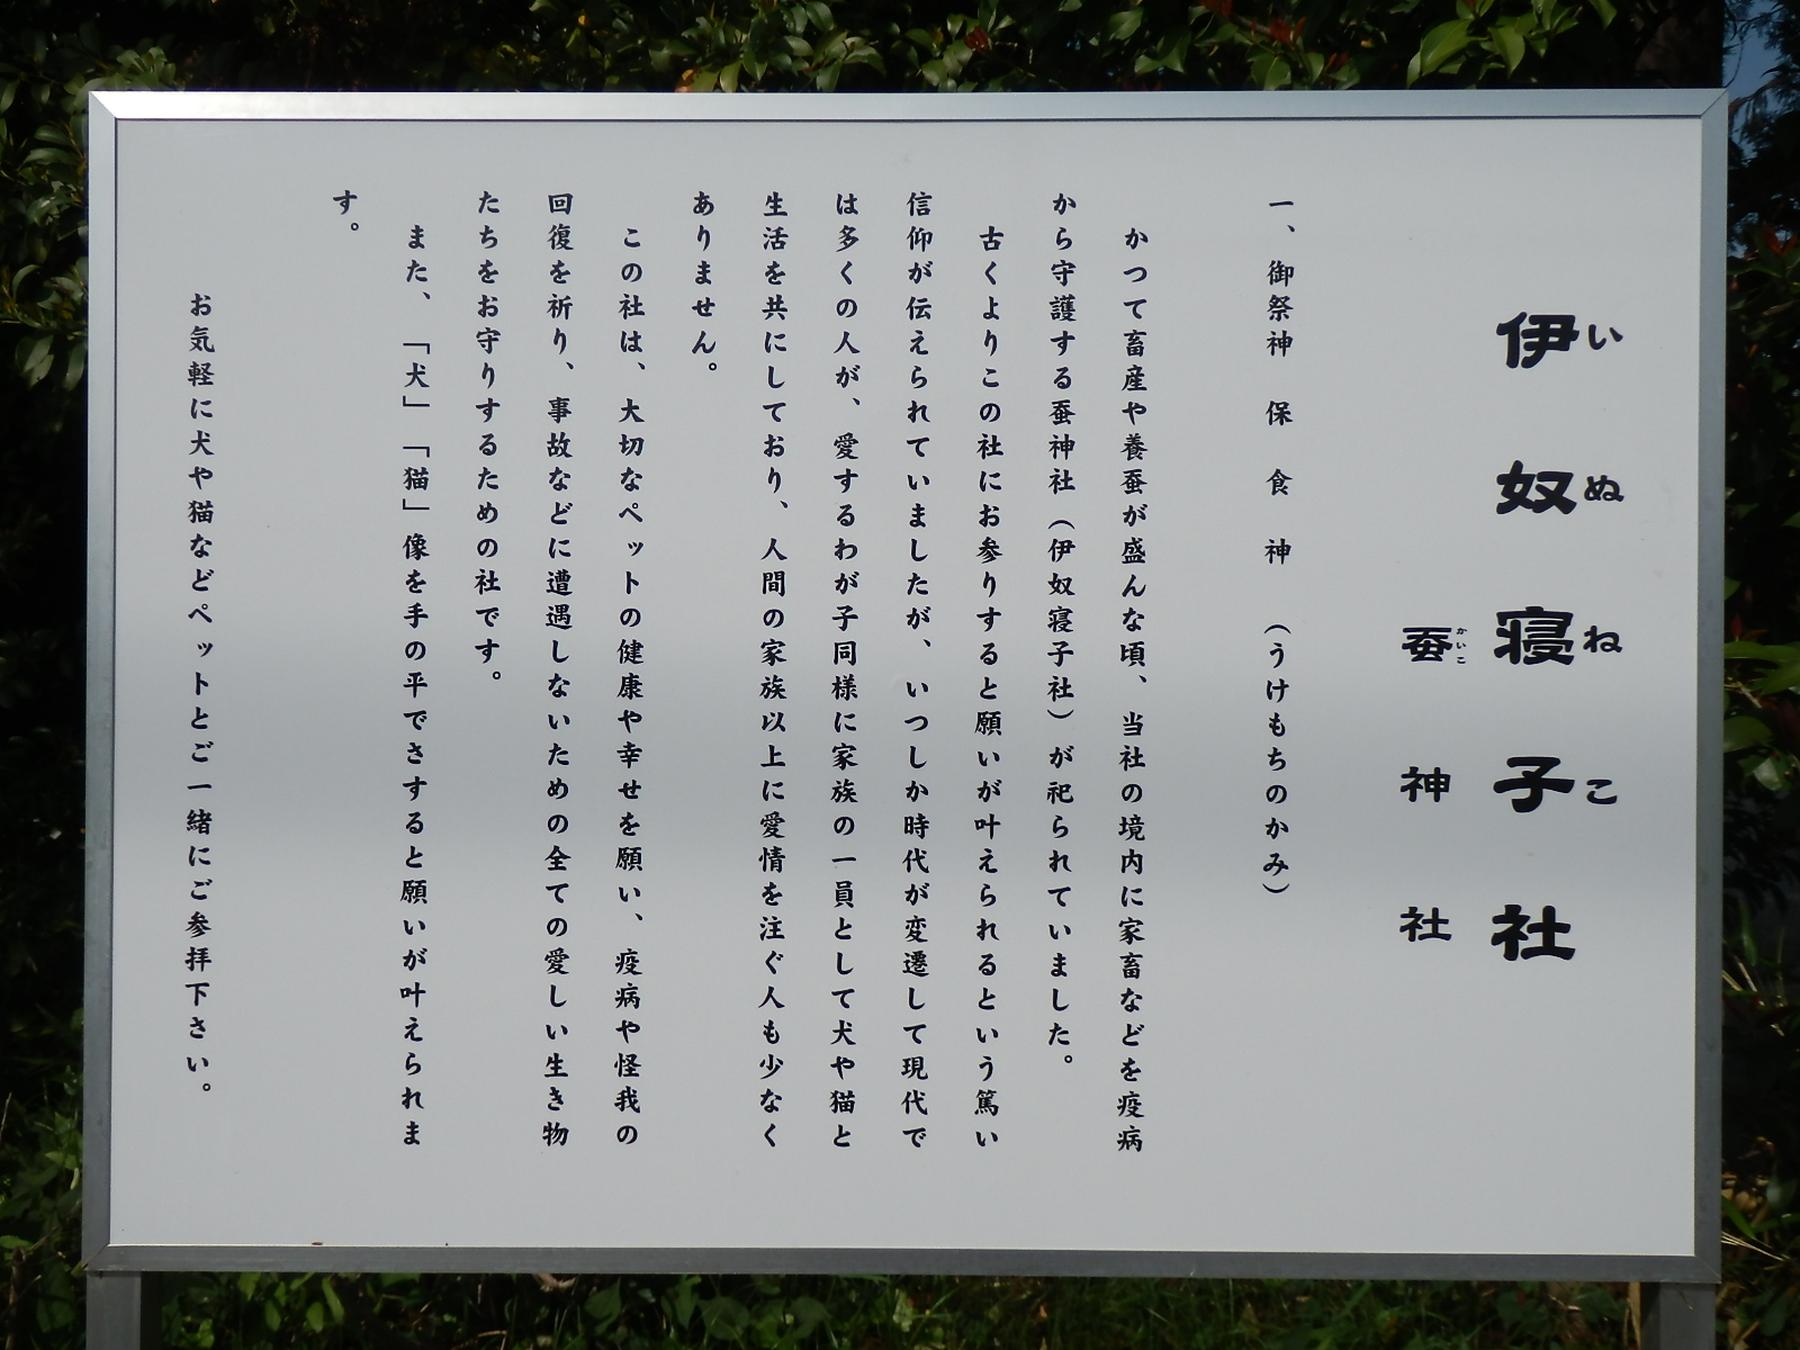 伊奴寝子社
いぬねこ
蚕神社
かいこ
一、御祭神　保　食　神　（うけもちのかみ）
かつて畜産や養蚕が盛んな頃、当社の境内に家畜などを疫病
から守護する蚕神社（伊奴寝子社）が祀られていました。
古くよりこの社にお参りすると願いが叶えられるという篤い
信仰が伝えられていましたが、いつしか時代が変遷して現代で
は多くの人が、愛するわが子同様に家族の一員として犬や猫と
生活を共にしており、人間の家族以上に愛情を注ぐ人も少なく
ありません。
この社は、大切なペットの健康や幸せを願い、疫病や怪我の
回復を祈り、事故などに遭遇しないための全ての愛しい生き物
たちをお守りするための社です。
また、「犬」「猫」像を手の平でさすると願いが叶えられま
す。
お気軽に犬や猫などペットとご一緒にご参拝下さい。